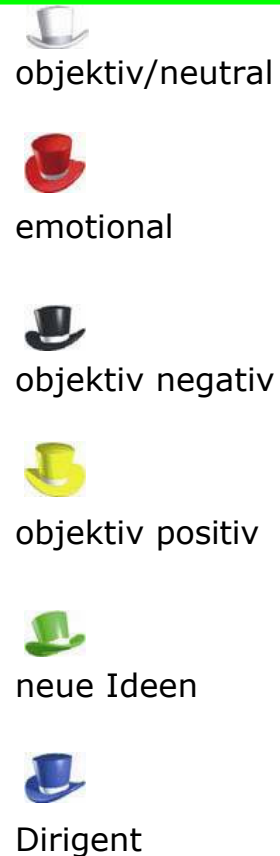 objektiv/neutral
emotional
objektiv negativ
objektiv positiv
neue Ideen
Dirigent